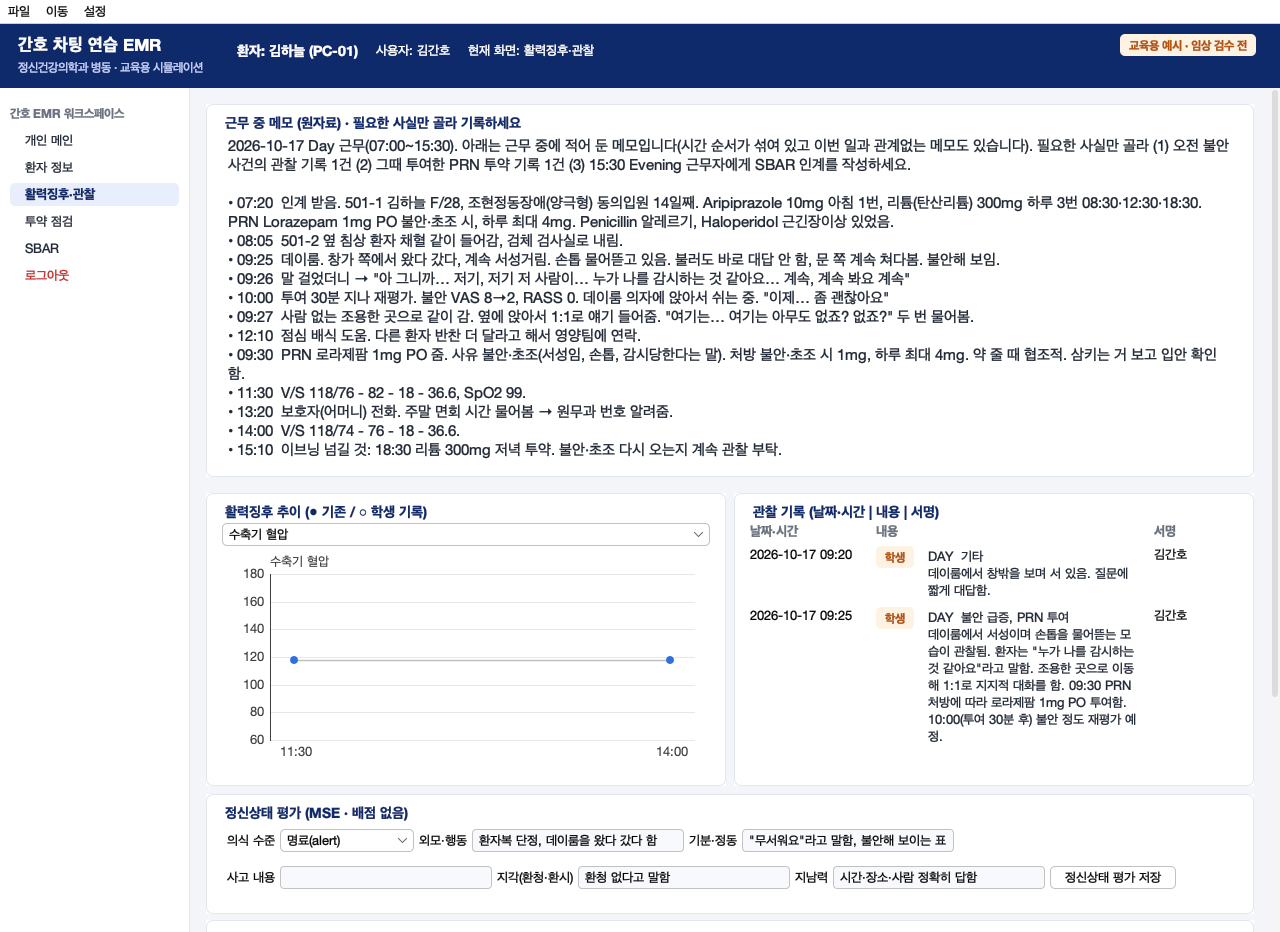 파일 이동 설정
간호 차팅 연습 EMR
정신건강의학과 병동 · 교육용 시뮬레이션
환자: 김하늘 (PC-01) 사용자: 김간호 현재 화면: 활력징후·관찰
교육용 예시 · 임상 검수 전
간호 EMR 워크스페이스
개인 메인
환자 정보
활력징후·관찰
투약 점검
SBAR
로그아웃
근무 중 메모 (원자료) · 필요한 사실만 골라 기록하세요
2026-10-17 Day 근무(07:00~15:30). 아래는 근무 중에 적어 둔 메모입니다(시간 순서가 섞여 있고 이번 일과 관계없는 메모도 있습니다). 필요한 사실만 골라 (1) 오전 불안
사건의 관찰 기록 1건 (2) 그때 투여한 PRN 투약 기록 1건 (3) 15:30 Evening 근무자에게 SBAR 인계를 작성하세요.
• 07:20 인계 받음. 501-1 김하늘 F/28, 조현정동장애(양극형) 동의입원 14일째. Aripiprazole 10mg 아침 1번, 리튬(탄산리튬) 300mg 하루 3번 08:30·12:30·18:30.
PRN Lorazepam 1mg PO 불안·초조 시, 하루 최대 4mg. Penicillin 알레르기, Haloperidol 근긴장이상 있었음.
• 08:05 501-2 옆 침상 환자 채혈 같이 들어감, 검체 검사실로 내림.
• 09:25 데이룸. 창가 쪽에서 왔다 갔다, 계속 서성거림. 손톱 물어뜯고 있음. 불러도 바로 대답 안 함, 문 쪽 계속 쳐다봄. 불안해 보임.
• 09:26 말 걸었더니 → "아 그니까… 저기, 저기 저 사람이… 누가 나를 감시하는 것 같아요… 계속, 계속 봐요 계속"
• 10:00 투여 30분 지나 재평가. 불안 VAS 8→2, RASS 0. 데이룸 의자에 앉아서 쉬는 중. "이제… 좀 괜찮아요"
• 09:27 사람 없는 조용한 곳으로 같이 감. 옆에 앉아서 1:1로 얘기 들어줌. "여기는… 여기는 아무도 없죠? 없죠?" 두 번 물어봄.
• 12:10 점심 배식 도움. 다른 환자 반찬 더 달라고 해서 영양팀에 연락.
• 09:30 PRN 로라제팜 1mg PO 줌. 사유 불안·초조(서성임, 손톱, 감시당한다는 말). 처방 불안·초조 시 1mg, 하루 최대 4mg. 약 줄 때 협조적. 삼키는 거 보고 입안 확인
함.
• 11:30 V/S 118/76 - 82 - 18 - 36.6, SpO2 99.
• 13:20 보호자(어머니) 전화. 주말 면회 시간 물어봄 → 원무과 번호 알려줌.
• 14:00 V/S 118/74 - 76 - 18 - 36.6.
• 15:10 이브닝 넘길 것: 18:30 리튬 300mg 저녁 투약. 불안·초조 다시 오는지 계속 관찰 부탁.
활력징후 추이 (● 기존 / ○ 학생 기록)
수축기 혈압
수축기 혈압
180
160
140
120
100
80
60
11:30 14:00
관찰 기록 (날짜·시간 | 내용 | 서명)
날짜·시간 내용 서명
2026-10-17 09:20 학생 DAY 기타 김간호
데이룸에서 창밖을 보며 서 있음. 질문에
짧게 대답함.
2026-10-17 09:25 학생 DAY 불안 급증, PRN 투여 김간호
데이룸에서 서성이며 손톱을 물어뜯는 모
습이 관찰됨. 환자는 "누가 나를 감시하는
것 같아요"라고 말함. 조용한 곳으로 이동
해 1:1로 지지적 대화를 함. 09:30 PRN
처방에 따라 로라제팜 1mg PO 투여함.
10:00(투여 30분 후) 불안 정도 재평가 예
정.
정신상태 평가 (MSE · 배점 없음)
의식 수준 명료(alert) 외모·행동 환자복 단정, 데이룸을 왔다 갔다 함 기분·정동 "무서워요"라고 말함, 불안해 보이는 표
사고 내용 지각(환청·환시) 환청 없다고 말함 지남력 시간·장소·사람 정확히 답함 정신상태 평가 저장